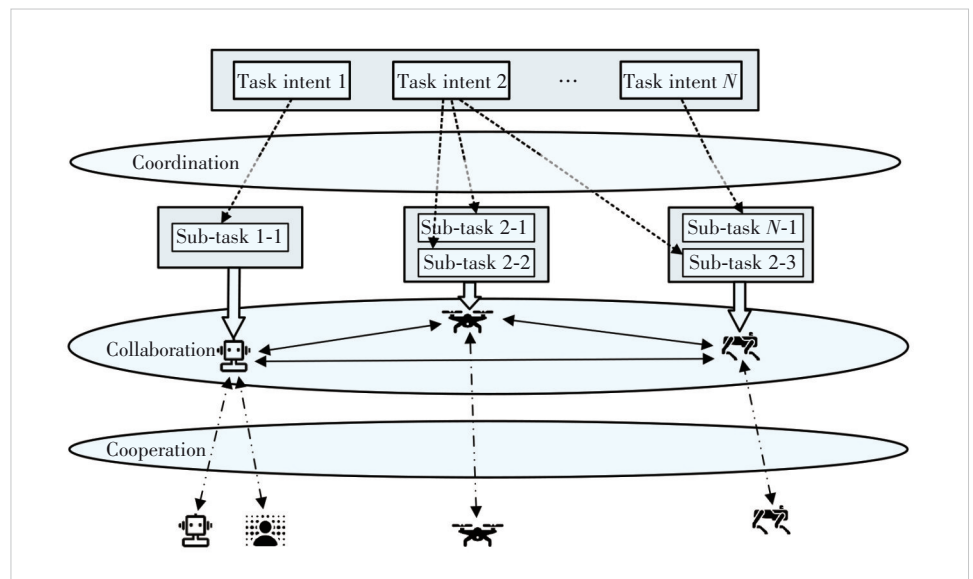 Task intent 1
Task intent 2
...
Task intent N
Coordination
Sub-task 1-1
Sub-task 2-1
Sub-task 2-2
Sub-task N-1
Sub-task 2-3
Collaboration
Cooperation